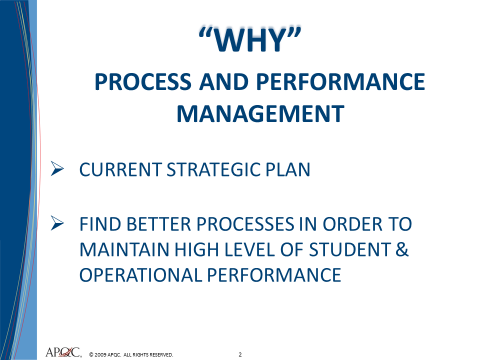 “WHY”
PROCESS AND PERFORMANCE
MANAGEMENT
➢ CURRENT STRATEGIC PLAN
➢ FIND BETTER PROCESSES IN ORDER TO
MAINTAIN HIGH LEVEL OF STUDENT &
OPERATIONAL PERFORMANCE
APQC. © 2009 APQC. ALL RIGHTS RESERVED. 2